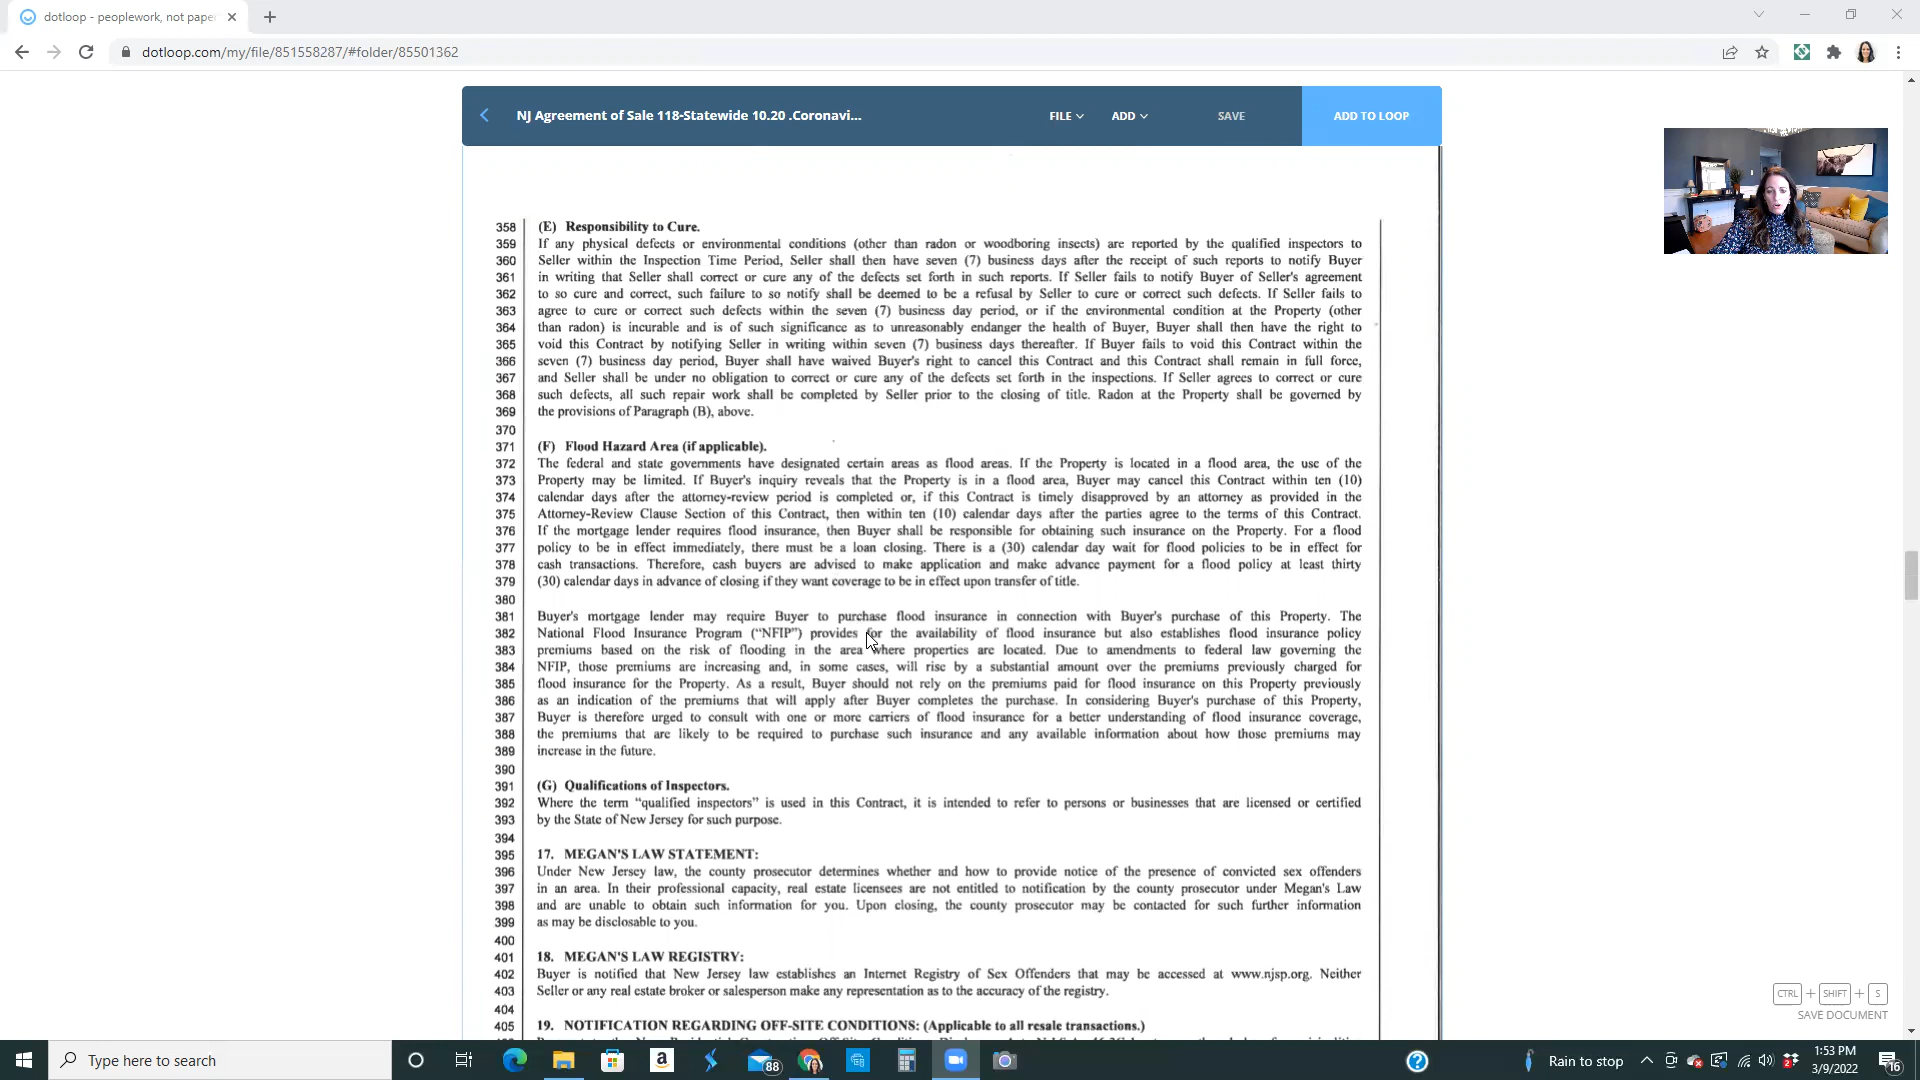 dotloop - peoplework, not pape
dotloop.com/my/file/851558287/#folder/85501362
NJ Agreement of Sale 118-Statewide 10.20 .Coronavi...
FILE
ADD
SAVE
ADD TO LOOP
358 (E) Responsibility to Cure.
359 If any physical defects or environmental conditions (other than radon or woodboring insects) are reported by the qualified inspectors to
360 Seller within the Inspection Time Period, Seller shall then have seven (7) business days after the receipt of such reports to notify Buyer
361 in writing that Seller shall correct or cure any of the defects set forth in such reports. If Seller fails to notify Buyer of Seller's agreement
362 to so cure and correct, such failure to so notify shall be deemed to be a refusal by Seller to cure or correct such defects. If Seller fails to
363 agree to cure or correct such defects within the seven (7) business day period, or if the environmental condition at the Property (other
364 than radon) is incurable and is of such significance as to unreasonably endanger the health of Buyer, Buyer shall then have the right to
365 void this Contract by notifying Seller in writing within seven (7) business days thereafter. If Buyer fails to void this Contract within the
366 seven (7) business day period, Buyer shall have waived Buyer's right to cancel this Contract and this Contract shall remain in full force,
367 and Seller shall be under no obligation to correct or cure any of the defects set forth in the inspections. If Seller agrees to correct or cure
368 such defects, all such repair work shall be completed by Seller prior to the closing of title. Radon at the Property shall be governed by
369 the provisions of Paragraph (B), above.
370
371 (F) Flood Hazard Area (if applicable).
372 The federal and state governments have designated certain areas as flood areas. If the Property is located in a flood area, the use of the
373 Property may be limited. If Buyer's inquiry reveals that the Property is in a flood area, Buyer may cancel this Contract within ten (10)
374 calendar days after the attorney-review period is completed or, if this Contract is timely disapproved by an attorney as provided in the
375 Attorney-Review Clause Section of this Contract, then within ten (10) calendar days after the parties agree to the terms of this Contract.
376 If the mortgage lender requires flood insurance, then Buyer shall be responsible for obtaining such insurance on the Property. For a flood
377 policy to be in effect immediately, there must be a loan closing. There is a (30) calendar day wait for flood policies to be in effect for
378 cash transactions. Therefore, cash buyers are advised to make application and make advance payment for a flood policy at least thirty
379 (30) calendar days in advance of closing if they want coverage to be in effect upon transfer of title.
380
381 Buyer's mortgage lender may require Buyer to purchase flood insurance in connection with Buyer's purchase of this Property. The
382 National Flood Insurance Program (“NFIP”) provides for the availability of flood insurance but also establishes flood insurance policy
383 premiums based on the risk of flooding in the area where properties are located. Due to amendments to federal law governing the
384 NFIP, those premiums are increasing and, in some cases, will rise by a substantial amount over the premiums previously charged for
385 flood insurance for the Property. As a result, Buyer should not rely on the premiums paid for flood insurance on this Property previously
386 as an indication of the premiums that will apply after Buyer completes the purchase. In considering Buyer's purchase of this Property,
387 Buyer is therefore urged to consult with one or more carriers of flood insurance for a better understanding of flood insurance coverage,
388 the premiums that are likely to be required to purchase such insurance and any available information about how those premiums may
389 increase in the future.
390
391 (G) Qualifications of Inspectors.
392 Where the term “qualified inspectors” is used in this Contract, it is intended to refer to persons or businesses that are licensed or certified
393 by the State of New Jersey for such purpose.
394
395 17. MEGAN'S LAW STATEMENT:
396 Under New Jersey law, the county prosecutor determines whether and how to provide notice of the presence of convicted sex offenders
397 in an area. In their professional capacity, real estate licensees are not entitled to notification by the county prosecutor under Megan's Law
398 and are unable to obtain such information for you. Upon closing, the county prosecutor may be contacted for such further information
399 as may be disclosable to you.
400
401 18. MEGAN'S LAW REGISTRY:
402 Buyer is notified that New Jersey law establishes an Internet Registry of Sex Offenders that may be accessed at www.njsp.org. Neither
403 Seller or any real estate broker or salesperson make any representation as to the accuracy of the registry.
404
405 19. NOTIFICATION REGARDING OFF-SITE CONDITIONS: (Applicable to all resale transactions.)
CTRL + SHIFT + S
SAVE DOCUMENT
Type here to search
88
Rain to stop
1:53 PM
3/9/2022
16